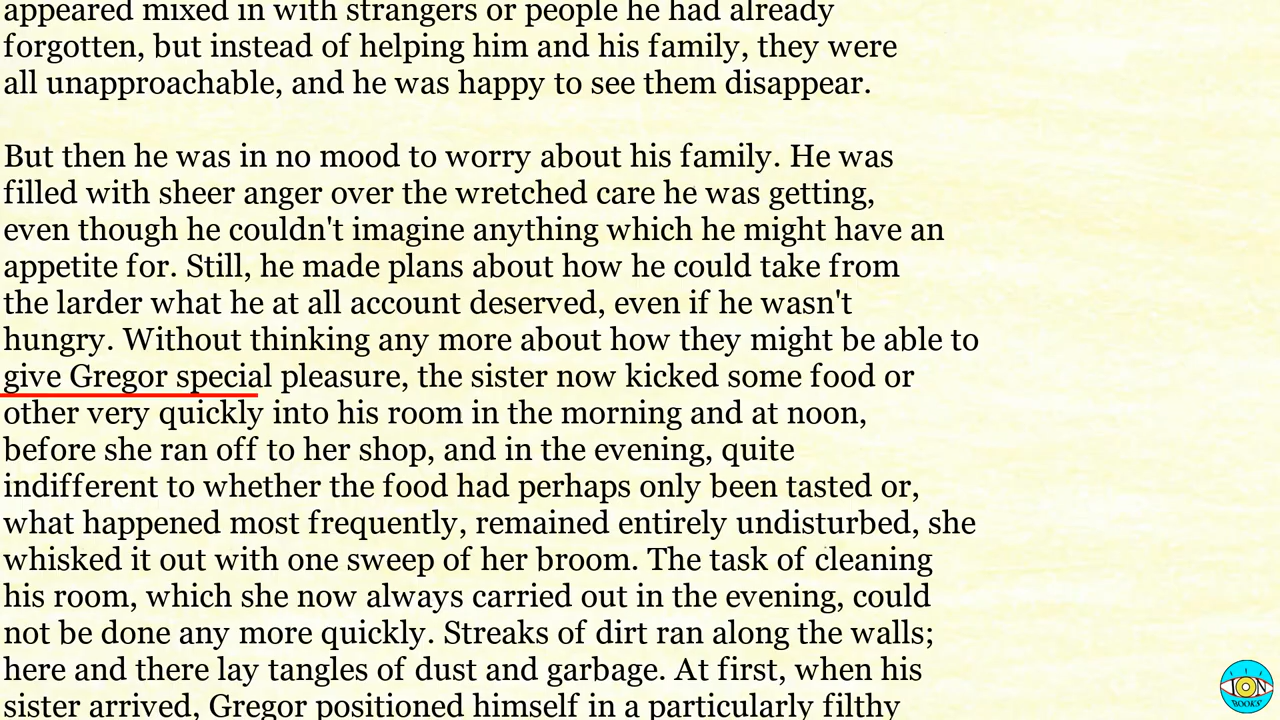 appeared mixed in with strangers or people he had already
forgotten, but instead of helping him and his family, they were
all unapproachable, and he was happy to see them disappear.
But then he was in no mood to worry about his family. He was
filled with sheer anger over the wretched care he was getting,
even though he couldn't imagine anything which he might have an
appetite for. Still, he made plans about how he could take from
the larder what he at all account deserved, even if he wasn't
hungry. Without thinking any more about how they might be able to
give Gregor special pleasure, the sister now kicked some food or
other very quickly into his room in the morning and at noon,
before she ran off to her shop, and in the evening, quite
indifferent to whether the food had perhaps only been tasted or,
what happened most frequently, remained entirely undisturbed, she
whisked it out with one sweep of her broom. The task of cleaning
his room, which she now always carried out in the evening, could
not be done any more quickly. Streaks of dirt ran along the walls;
here and there lay tangles of dust and garbage. At first, when his
sister arrived, Gregor positioned himself in a particularly filthy
ION
BOOKS